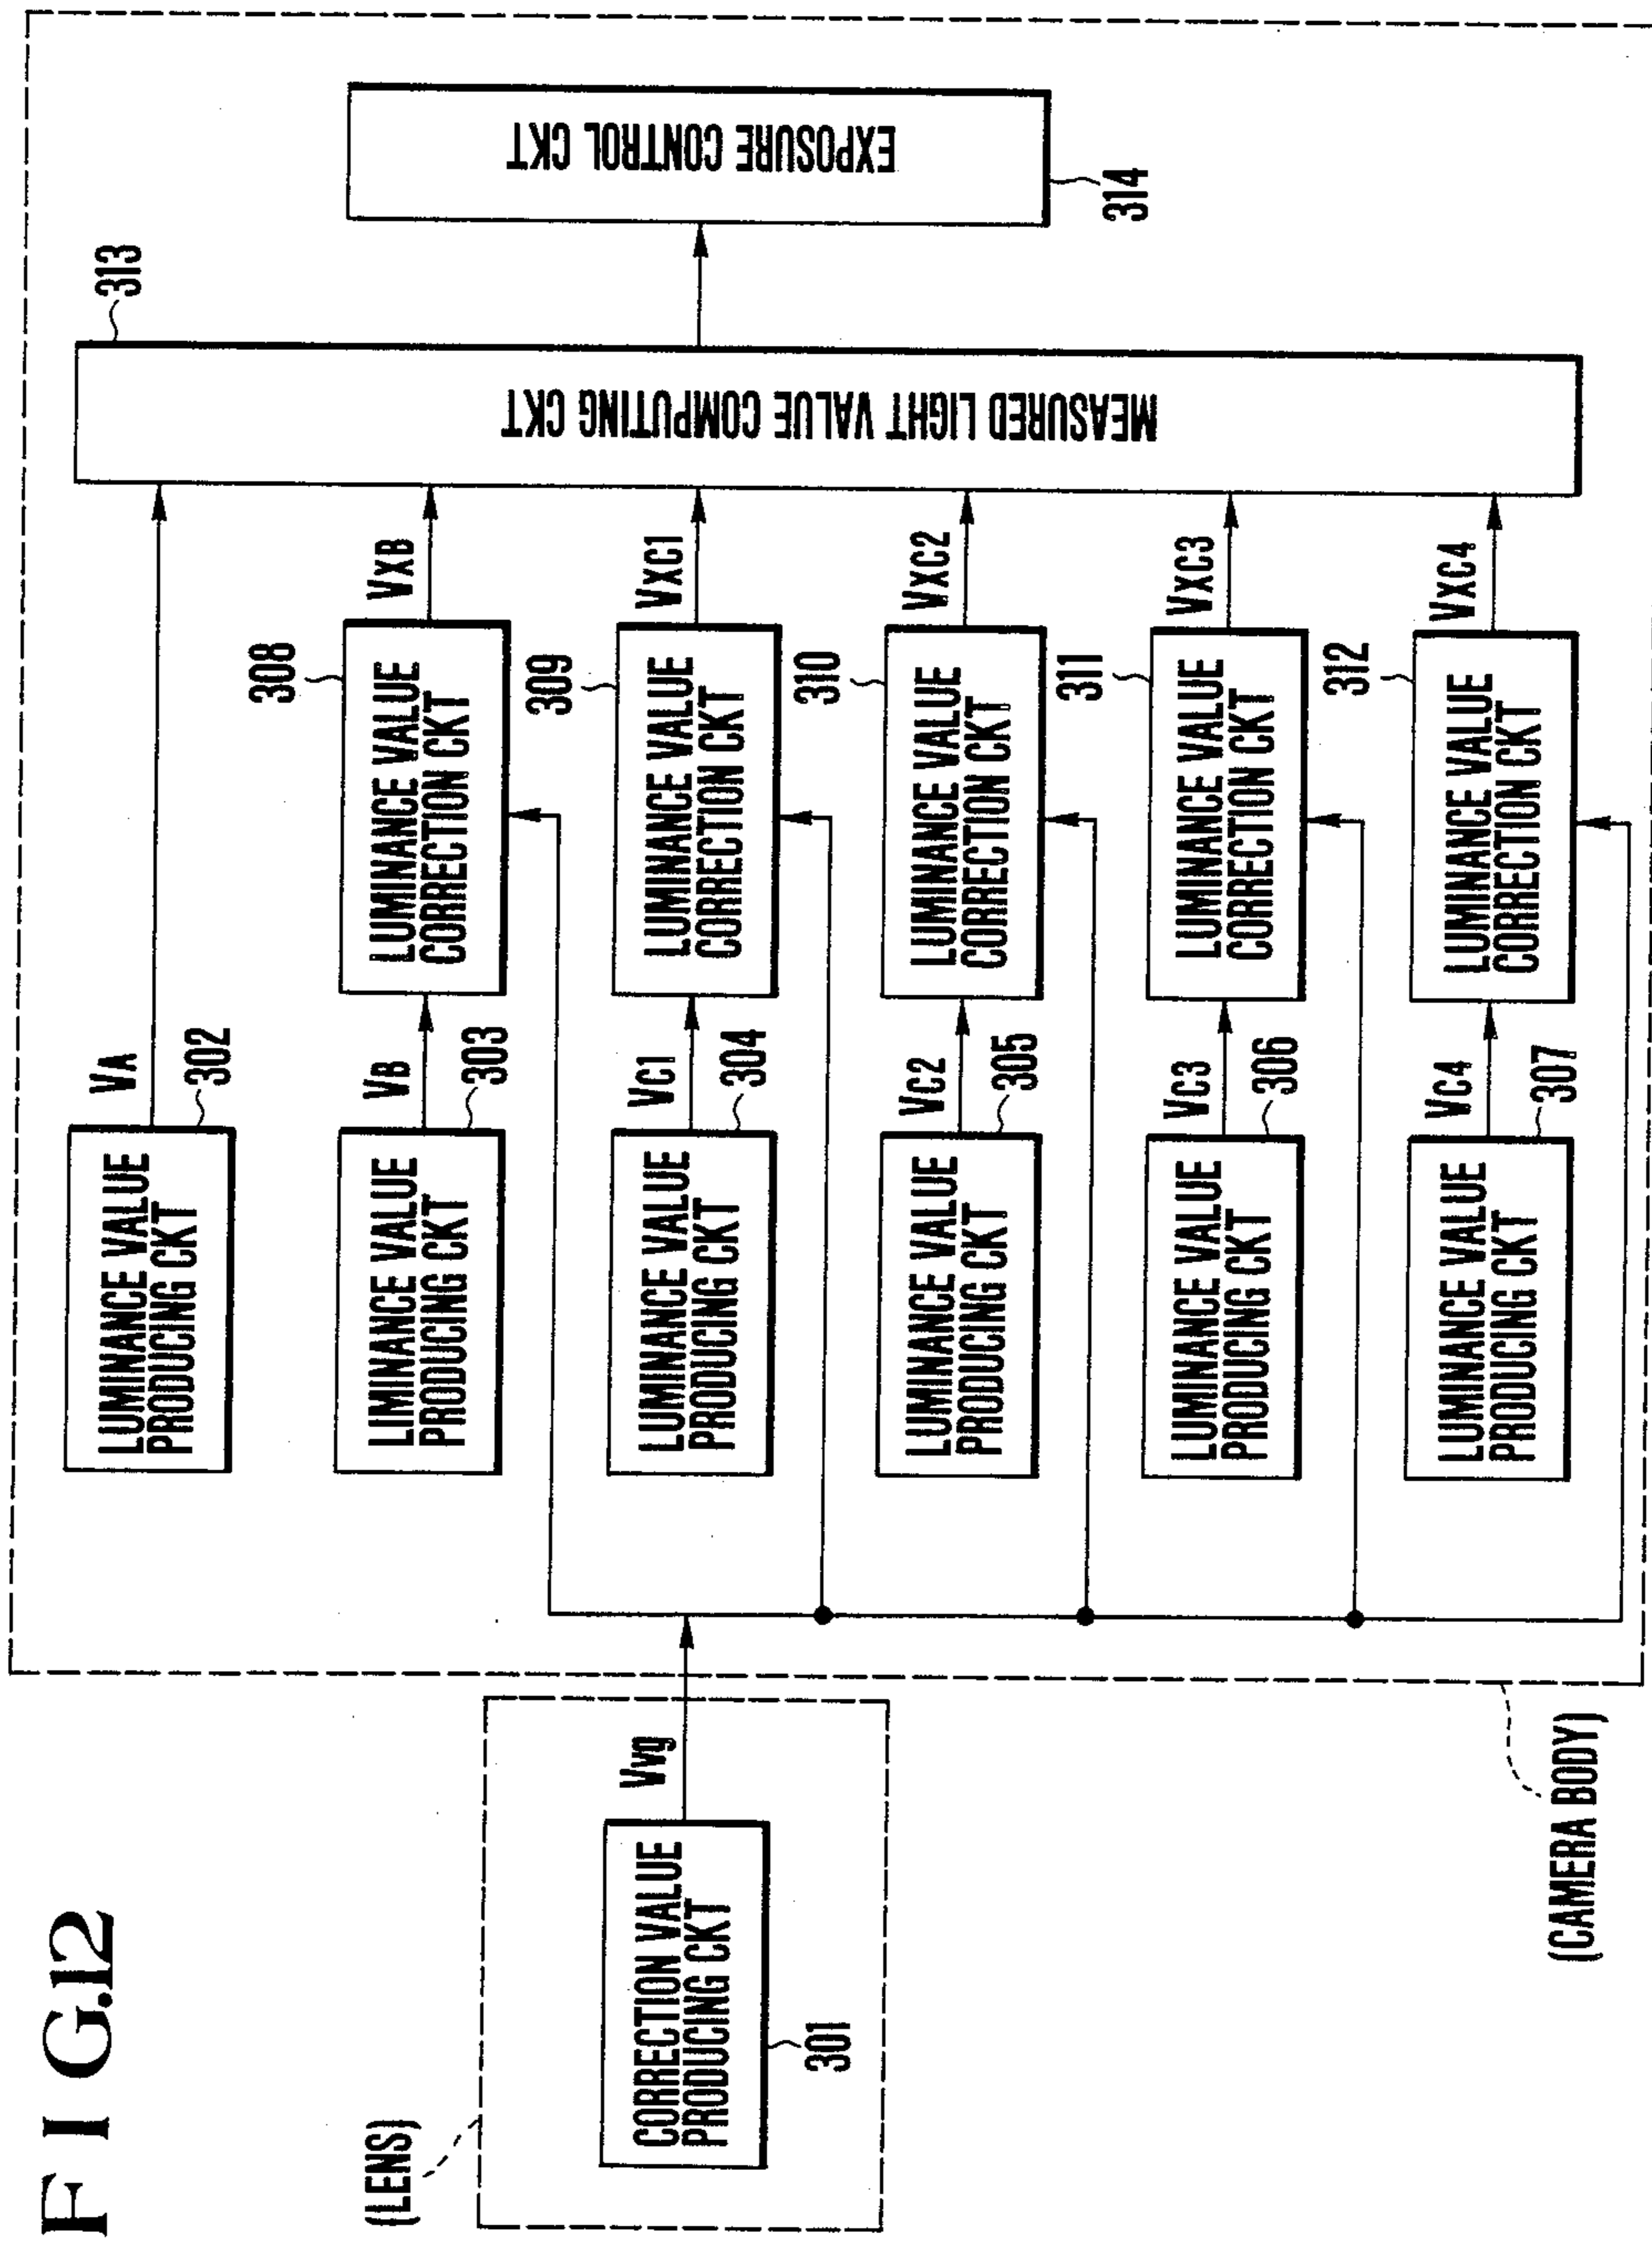 F I G.12
(LENS)
CORRECTION VALUE
PRODUCING CKT
301
Vvg
(CAMERA BODY)
LUMINANCE VALUE
PRODUCING CKT
302
VA
LIMINANCE VALUE
PRODUCING CKT
303
VB
LUMINANCE VALUE
CORRECTION CKT
308
VXB
LUMINANCE VALUE
PRODUCING CKT
304
VC1
LUMINANCE VALUE
CORRECTION CKT
309
VXC1
LUMINANCE VALUE
PRODUCING CKT
305
VC2
LUMINANCE VALUE
CORRECTION CKT
310
VXC2
LUMINANCE VALUE
PRODUCING CKT
306
VC3
LUMINANCE VALUE
CORRECTION CKT
311
VXC3
LUMINANCE VALUE
PRODUCING CKT
307
VC4
LUMINANCE VALUE
CORRECTION CKT
312
VXC4
MEASURED LIGHT VALUE COMPUTING CKT
313
EXPOSURE CONTROL CKT
314